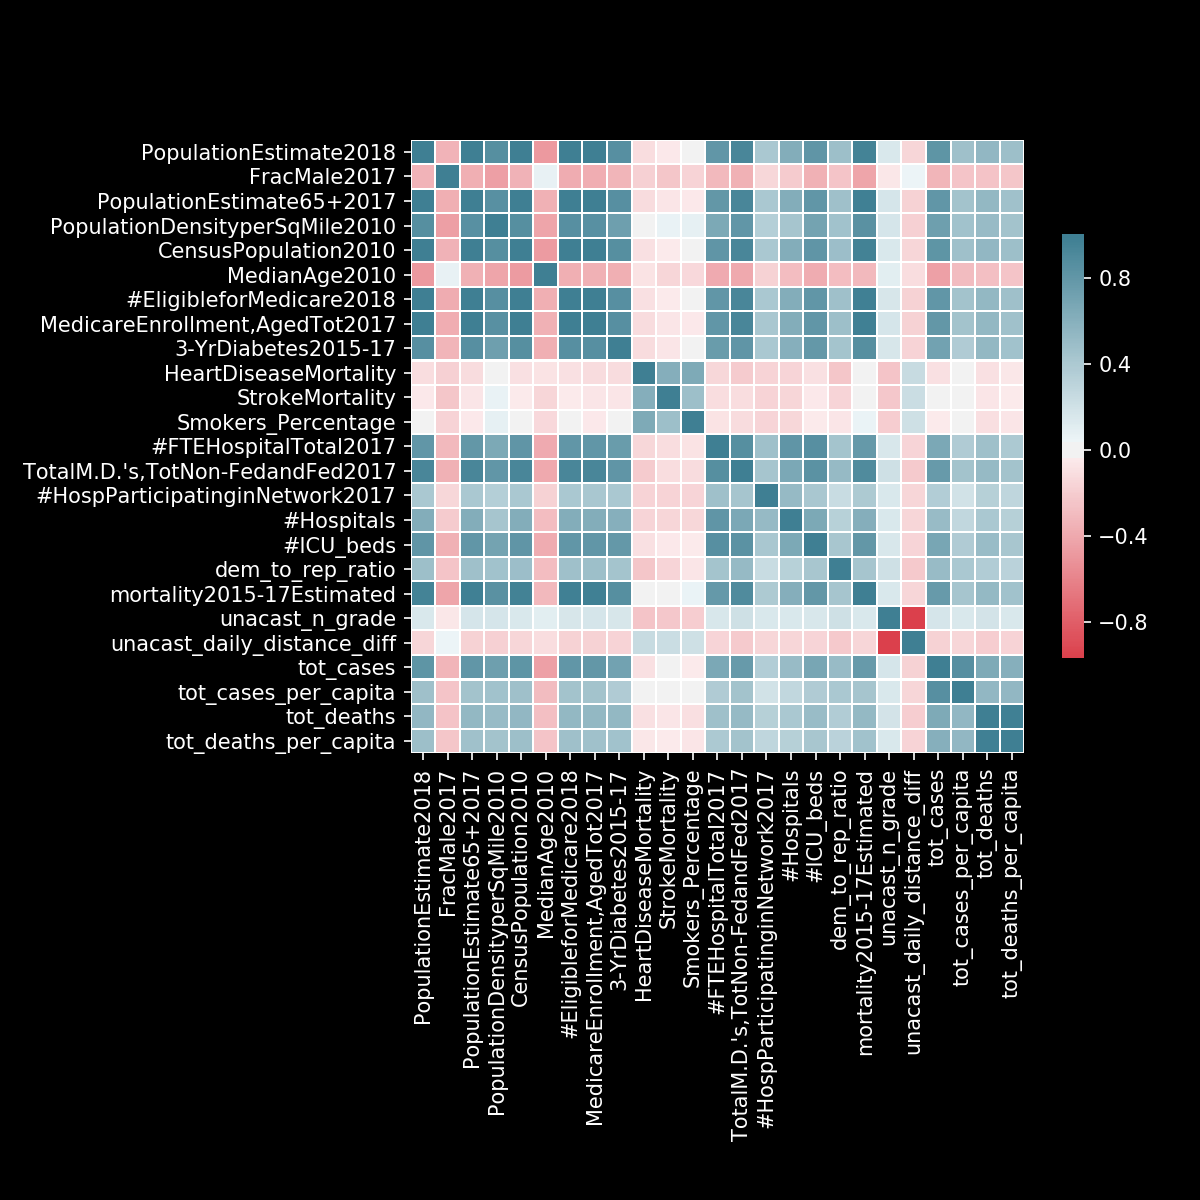 PopulationEstimate2018
FracMale2017
PopulationEstimate65+2017
PopulationDensityperSqMile2010
CensusPopulation2010
MedianAge2010
#EligibleforMedicare2018
MedicareEnrollment,AgedTot2017
3-YrDiabetes2015-17
HeartDiseaseMortality
StrokeMortality
Smokers_Percentage
#FTEHospitalTotal2017
TotalM.D.'s,TotNon-FedandFed2017
#HospParticipatinginNetwork2017
#Hospitals
#ICU_beds
dem_to_rep_ratio
mortality2015-17Estimated
unacast_n_grade
unacast_daily_distance_diff
tot_cases
tot_cases_per_capita
tot_deaths
tot_deaths_per_capita
PopulationEstimate2018
FracMale2017
PopulationEstimate65+2017
PopulationDensityperSqMile2010
CensusPopulation2010
MedianAge2010
#EligibleforMedicare2018
MedicareEnrollment,AgedTot2017
3-YrDiabetes2015-17
HeartDiseaseMortality
StrokeMortality
Smokers_Percentage
#FTEHospitalTotal2017
TotalM.D.'s,TotNon-FedandFed2017
#HospParticipatinginNetwork2017
#Hospitals
#ICU_beds
dem_to_rep_ratio
mortality2015-17Estimated
unacast_n_grade
unacast_daily_distance_diff
tot_cases
tot_cases_per_capita
tot_deaths
tot_deaths_per_capita
0.8
0.4
0.0
−0.4
−0.8